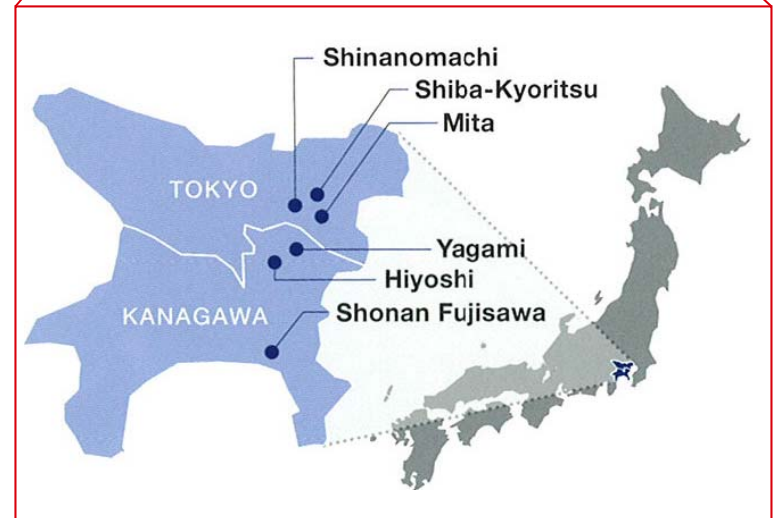 Shinanomachi
Shiba-Kyoritsu
Mita
TOKYO
Yagami
Hiyoshi
KANAGAWA
Shonan Fujisawa